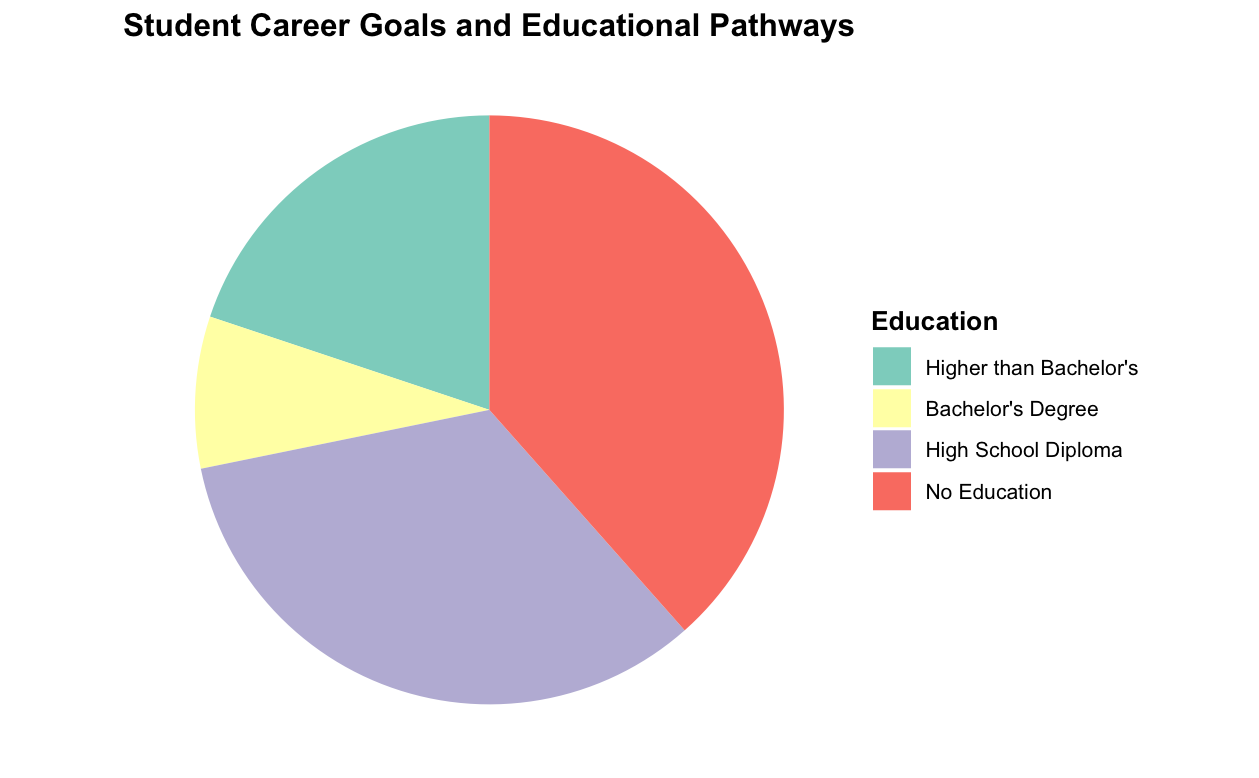 Student Career Goals and Educational Pathways
Education
Higher than Bachelor's
Bachelor's Degree
High School Diploma
No Education